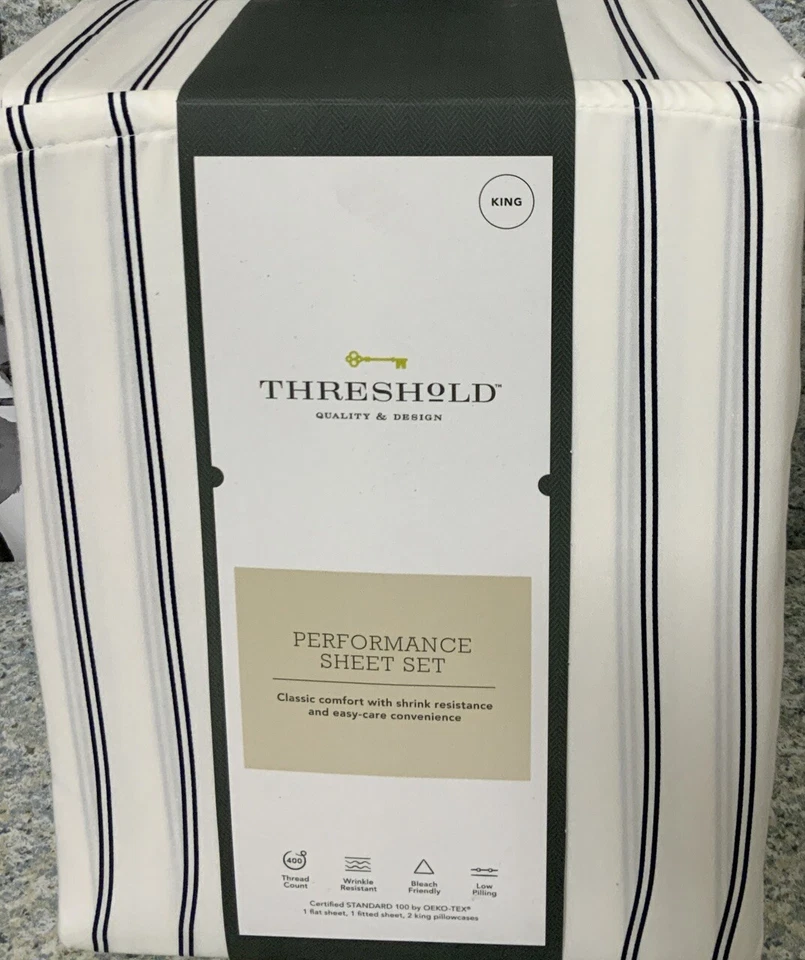 KING
THRESHOLD™
QUALITY & DESIGN
PERFORMANCE
SHEET SET
Classic comfort with shrink resistance
and easy-care convenience
400
Thread
Count
Wrinkle
Resistant
Bleach
Friendly
Low
Pilling
Certified STANDARD 100 by OEKO-TEX®
1 flat sheet, 1 fitted sheet, 2 king pillowcases